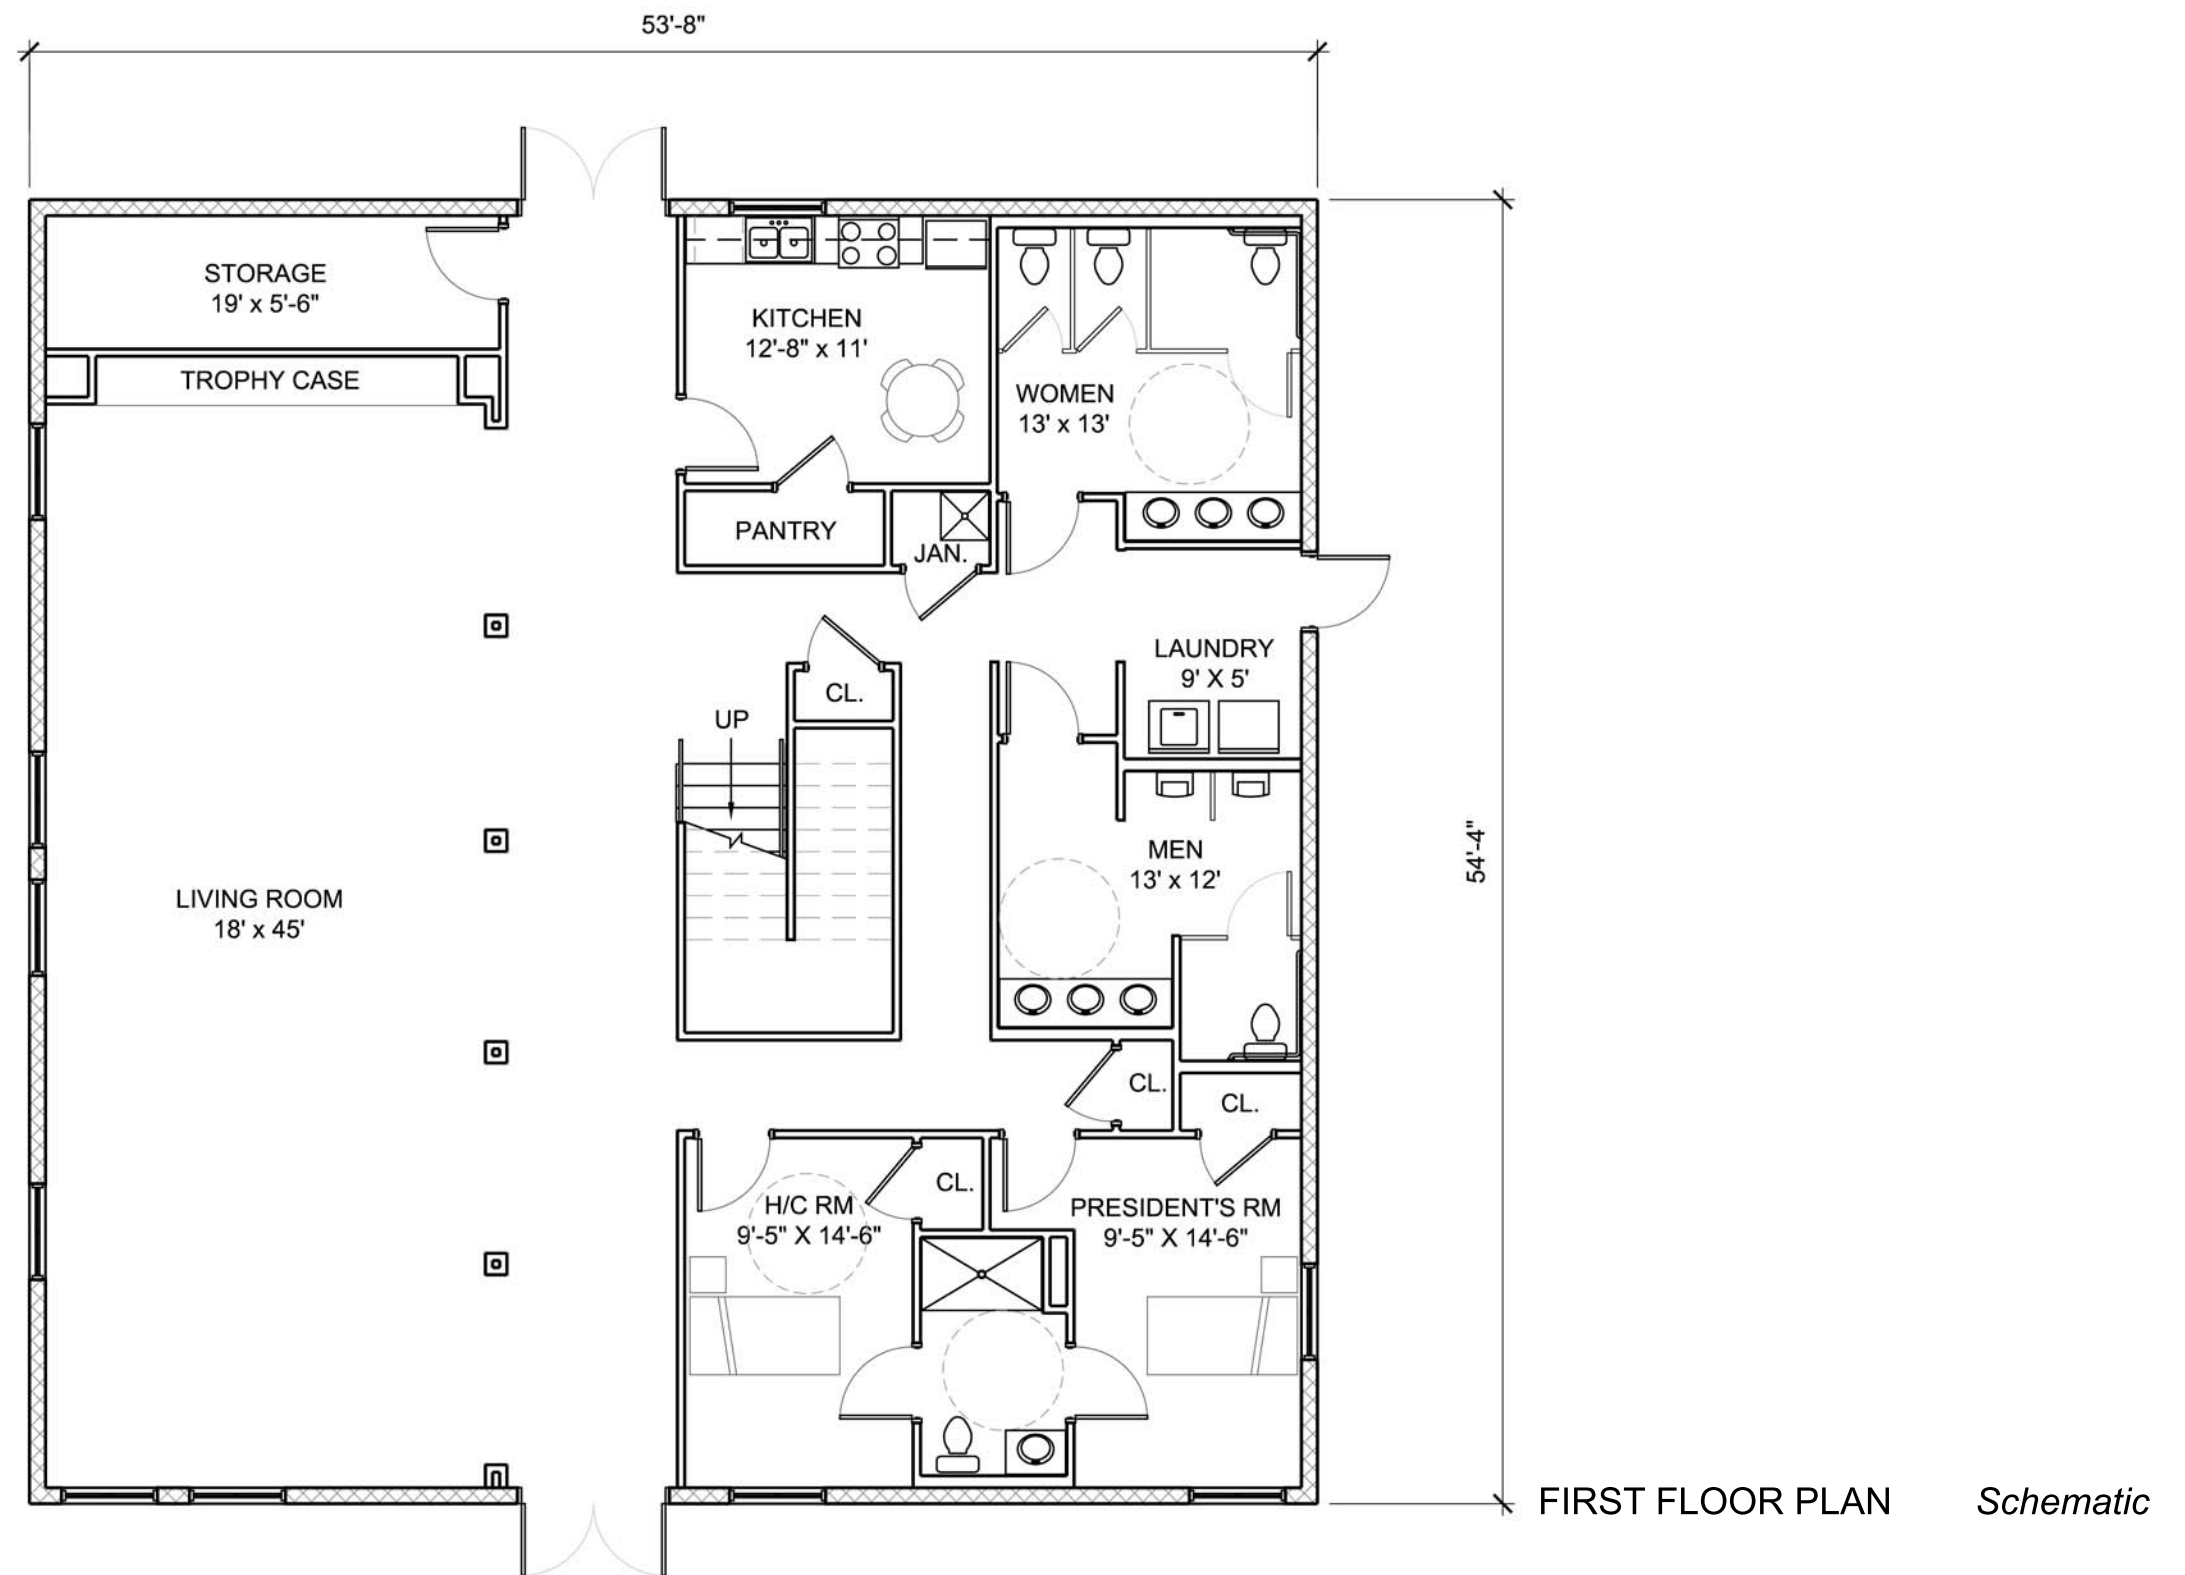 53'-8"
STORAGE
19' x 5'-6"
TROPHY CASE
KITCHEN
12'-8" x 11'
WOMEN
13' x 13'
PANTRY
JAN.
LAUNDRY
9' X 5'
CL.
UP
MEN
13' x 12'
54'-4"
LIVING ROOM
18' x 45'
CL.
CL.
CL.
H/C RM
9'-5" X 14'-6"
PRESIDENT'S RM
9'-5" X 14'-6"
FIRST FLOOR PLAN Schematic